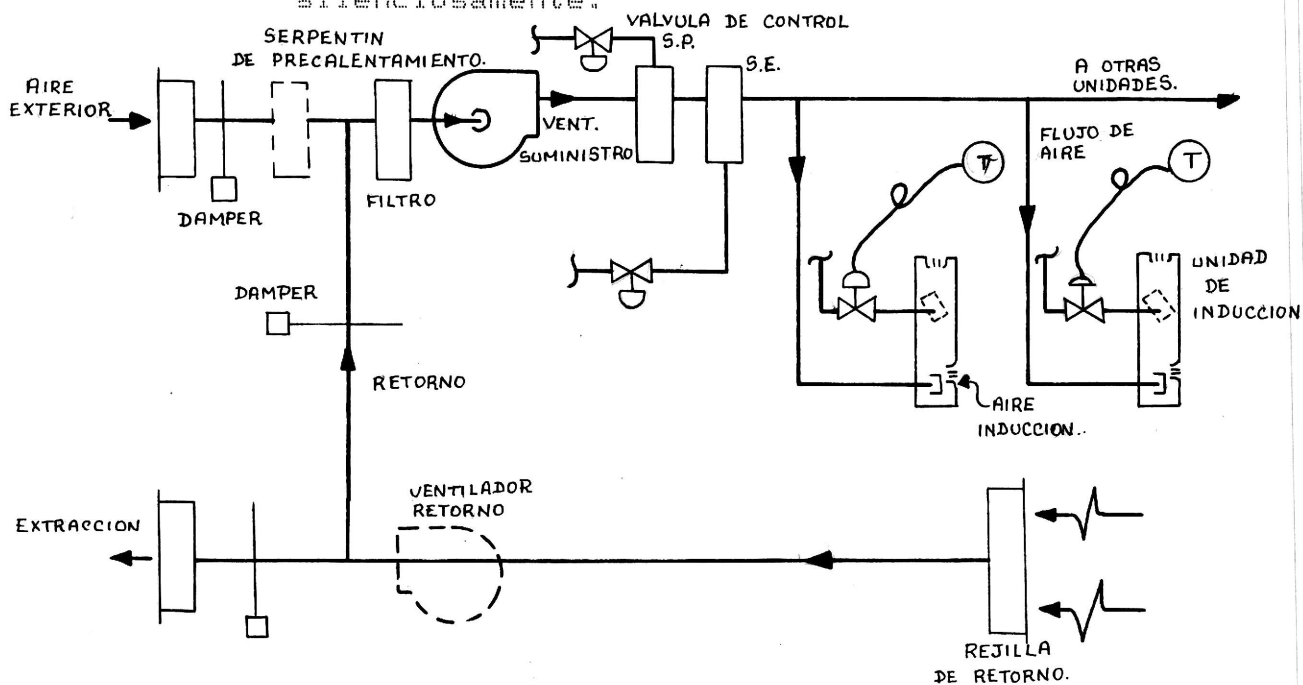 silenciosamente.
VALVULA DE CONTROL
S.P.
SERPENTIN
DE PRECALENTAMIENTO.
S.E.
AIRE
EXTERIOR
A OTRAS
UNIDADES.
VENT.
SUMINISTRO
FLUJO DE
AIRE
T
T
DAMPER
FILTRO
UNIDAD
DE
INDUCCION
DAMPER
RETORNO
AIRE
INDUCCION..
VENTILADOR
RETORNO
EXTRACCION
REJILLA
DE RETORNO.